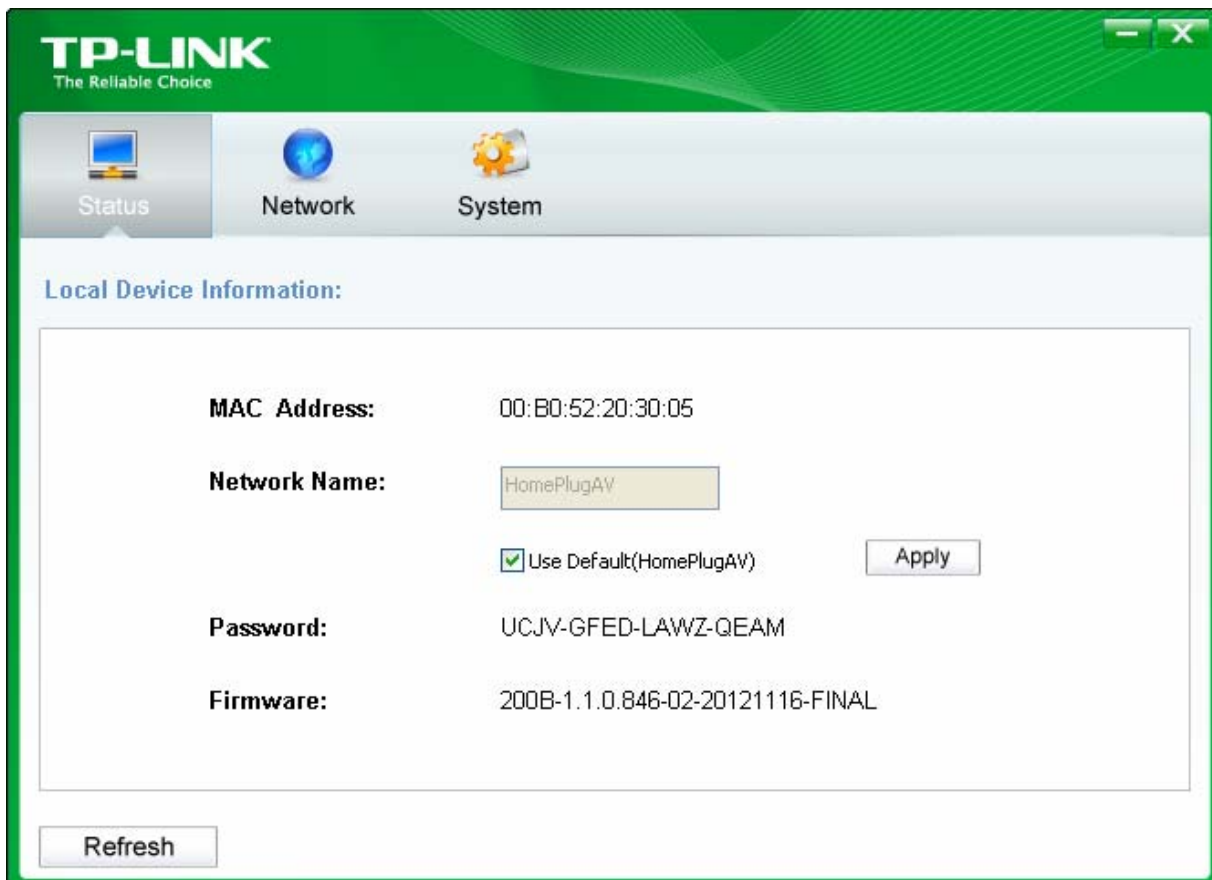 TP-LINK
The Reliable Choice
Status
Network
System
Local Device Information:
MAC Address: 00:B0:52:20:30:05
Network Name: HomePlugAV
Use Default(HomePlugAV) Apply
Password: UCJV-GFED-LAWZ-QEAM
Firmware: 200B-1.1.0.846-02-20121116-FINAL
Refresh